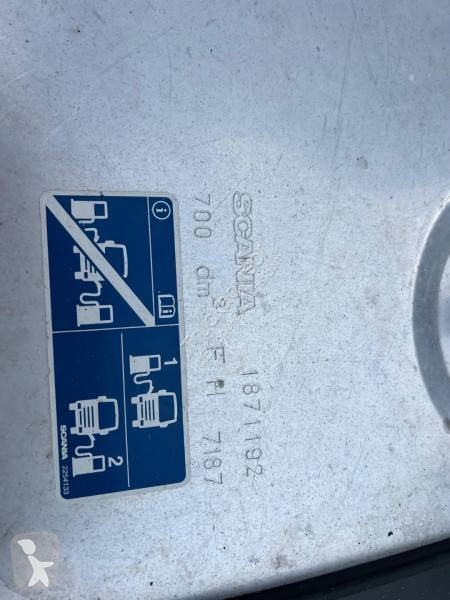 SCANIA 1871192
700 dm³ F H 7187
1
2
SCANIA 2254133